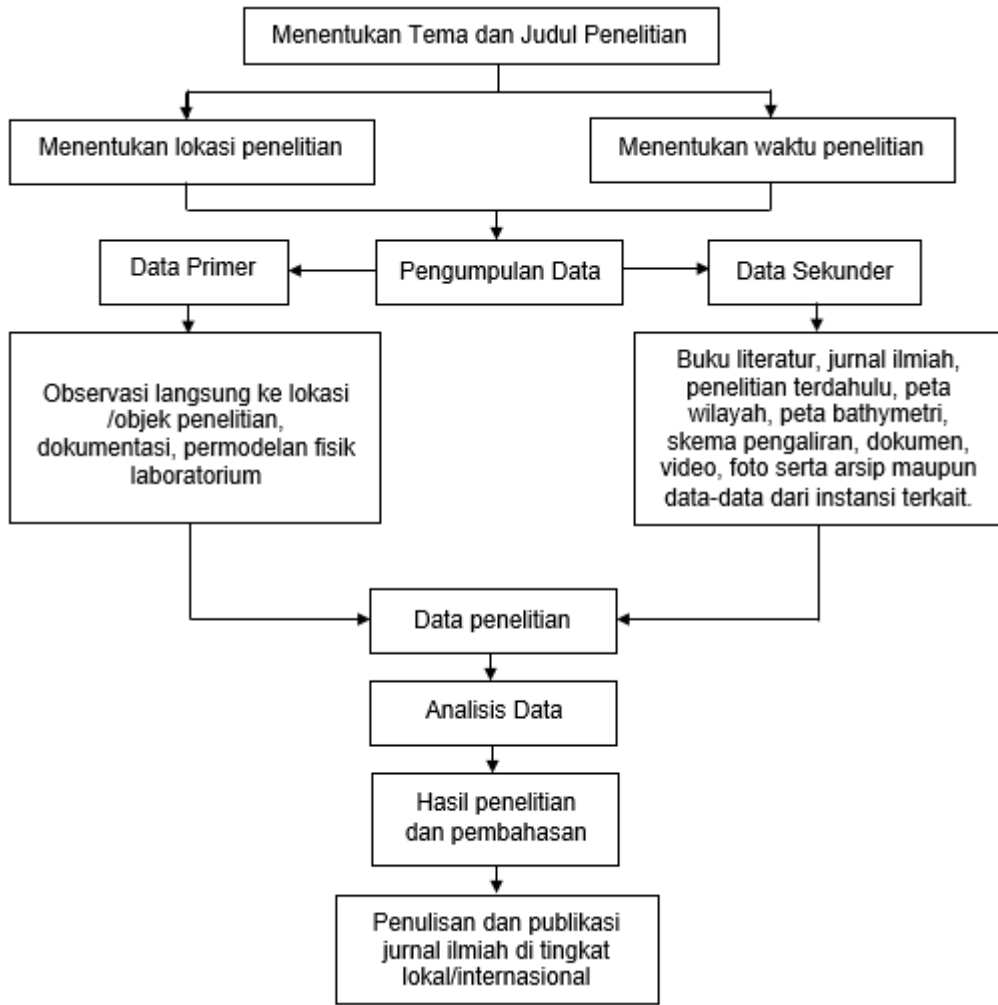 Menentukan Tema dan Judul Penelitian
Menentukan lokasi penelitian
Menentukan waktu penelitian
Data Primer
Pengumpulan Data
Data Sekunder
Observasi langsung ke lokasi
/objek penelitian,
dokumentasi, permodelan fisik
laboratorium
Buku literatur, jurnal ilmiah,
penelitian terdahulu, peta
wilayah, peta bathymetri,
skema pengaliran, dokumen,
video, foto serta arsip maupun
data-data dari instansi terkait.
Data penelitian
Analisis Data
Hasil penelitian
dan pembahasan
Penulisan dan publikasi
jurnal ilmiah di tingkat
lokal/internasional